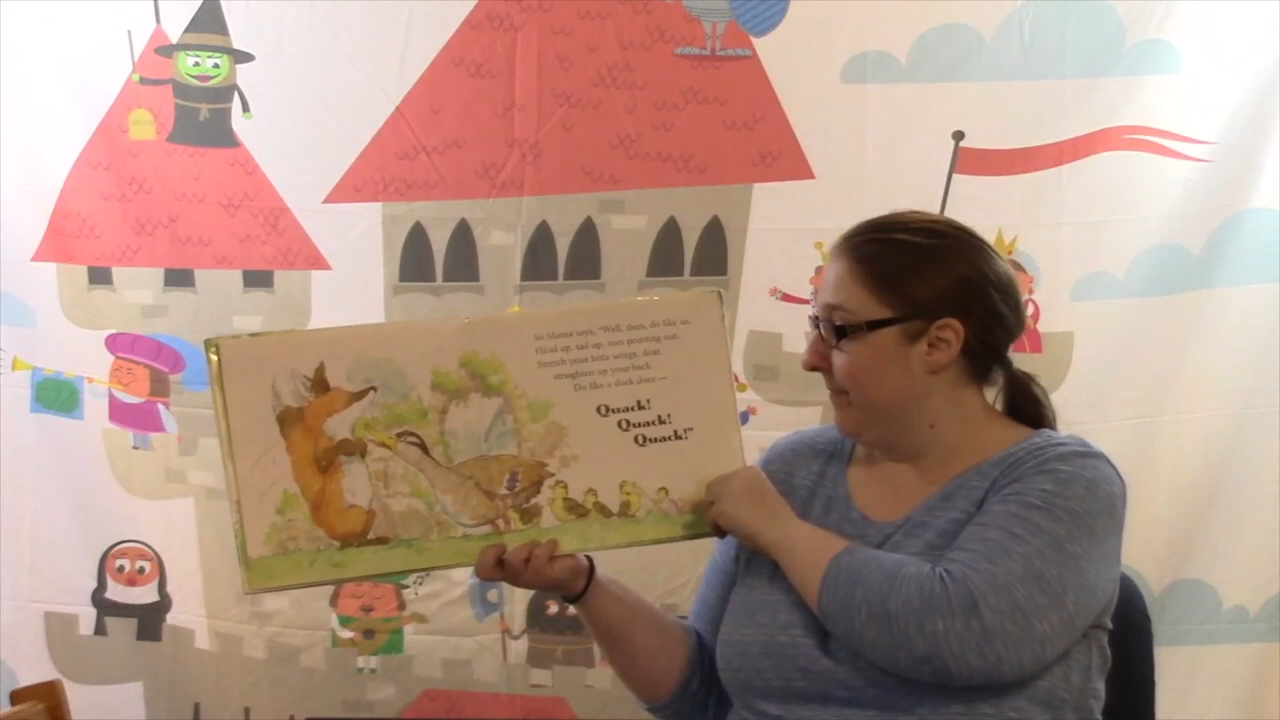 So Mama says, "Well, then, do like us.
Head up, tail up, toes pointing out.
Stretch your little wings, dear,
straighten up your back.
Do like a duck does—
Quack!
Quack!
Quack!"